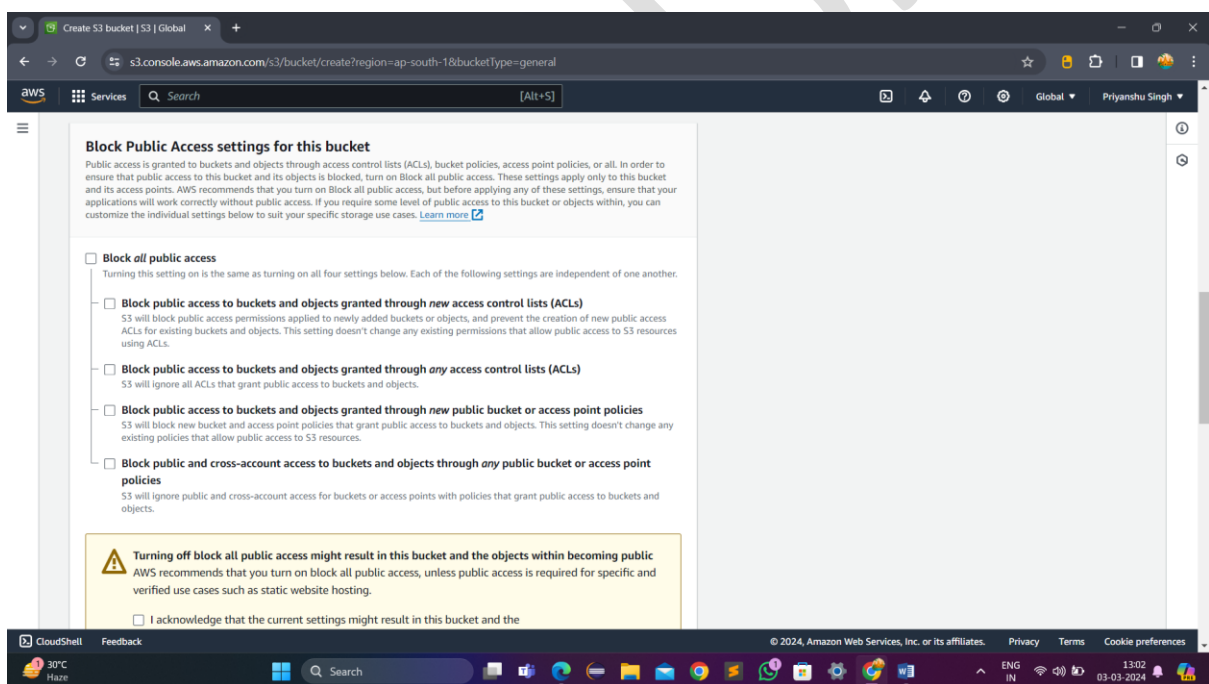 Create S3 bucket | S3 | Global
s3.console.aws.amazon.com/s3/bucket/create?region=ap-south-1&bucketType=general
aws
Services
Search
[Alt+S]
Global
Priyanshu Singh
Block Public Access settings for this bucket
Public access is granted to buckets and objects through access control lists (ACLs), bucket policies, access point policies, or all. In order to
ensure that public access to this bucket and its objects is blocked, turn on Block all public access. These settings apply only to this bucket
and its access points. AWS recommends that you turn on Block all public access, but before applying any of these settings, ensure that your
applications will work correctly without public access. If you require some level of public access to this bucket or objects within, you can
customize the individual settings below to suit your specific storage use cases. Learn more
Block all public access
Turning this setting on is the same as turning on all four settings below. Each of the following settings are independent of one another.
Block public access to buckets and objects granted through new access control lists (ACLs)
S3 will block public access permissions applied to newly added buckets or objects, and prevent the creation of new public access
ACLs for existing buckets and objects. This setting doesn't change any existing permissions that allow public access to S3 resources
using ACLs.
Block public access to buckets and objects granted through any access control lists (ACLs)
S3 will ignore all ACLs that grant public access to buckets and objects.
Block public access to buckets and objects granted through new public bucket or access point policies
S3 will block new bucket and access point policies that grant public access to buckets and objects. This setting doesn't change any
existing policies that allow public access to S3 resources.
Block public and cross-account access to buckets and objects through any public bucket or access point
policies
S3 will ignore public and cross-account access for buckets or access points with policies that grant public access to buckets and
objects.
Turning off block all public access might result in this bucket and the objects within becoming public
AWS recommends that you turn on block all public access, unless public access is required for specific and
verified use cases such as static website hosting.
I acknowledge that the current settings might result in this bucket and the
CloudShell
Feedback
© 2024, Amazon Web Services, Inc. or its affiliates.
Privacy
Terms
Cookie preferences
1
30°C
Haze
Search
ENG
IN
13:02
03-03-2024